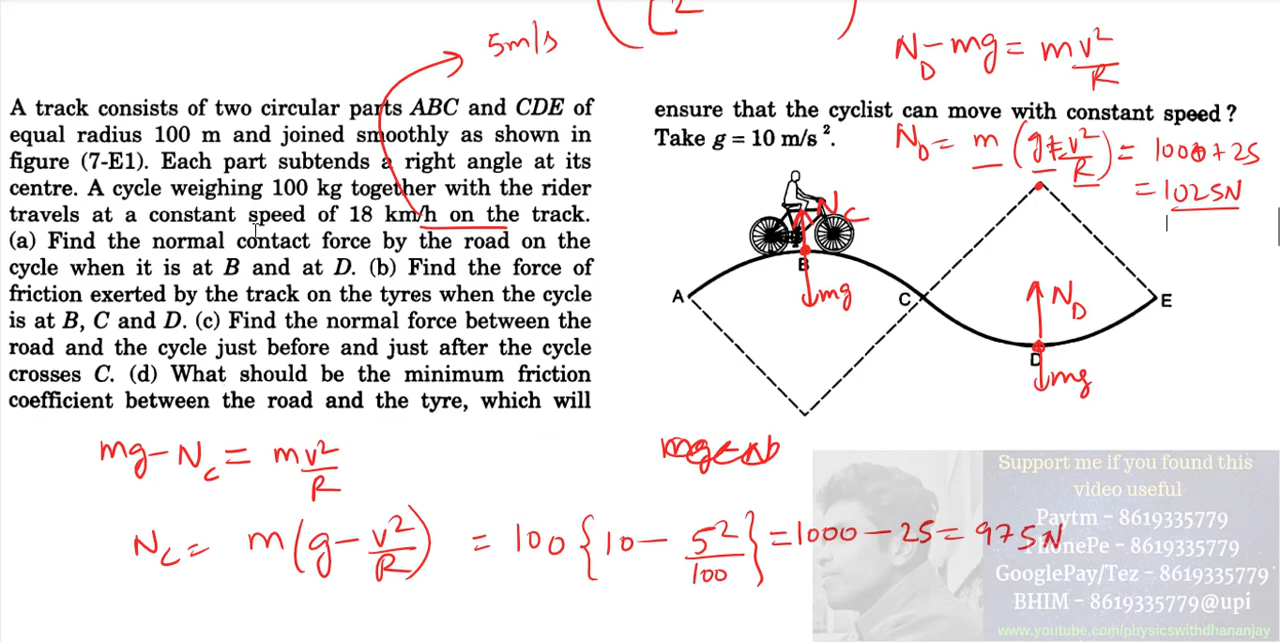 5m/s
(
[2
)
N_D - mg = mv²/R
A track consists of two circular parts ABC and CDE of
equal radius 100 m and joined smoothly as shown in
figure (7-E1). Each part subtends a right angle at its
centre. A cycle weighing 100 kg together with the rider
travels at a constant speed of 18 km/h on the track.
(a) Find the normal contact force by the road on the
cycle when it is at B and at D. (b) Find the force of
friction exerted by the track on the tyres when the cycle
is at B, C and D. (c) Find the normal force between the
road and the cycle just before and just after the cycle
crosses C. (d) What should be the minimum friction
coefficient between the road and the tyre, which will
ensure that the cyclist can move with constant speed ?
Take g = 10 m/s².
N_D = m(g + v²/R) = 1000 + 25
= 1025N
N_C
B
mg
A
C
E
N_D
D
mg
mg - N_C = mv²/R
N_C = m(g - v²/R) = 100{10 - 5²/100} = 1000 - 25 = 975N
Support me if you found this
video useful
Paytm - 8619335779
PhonePe - 8619335779
GooglePay/Tez - 8619335779
BHIM - 8619335779@upi
www.youtube.com/physicswithdhananjay